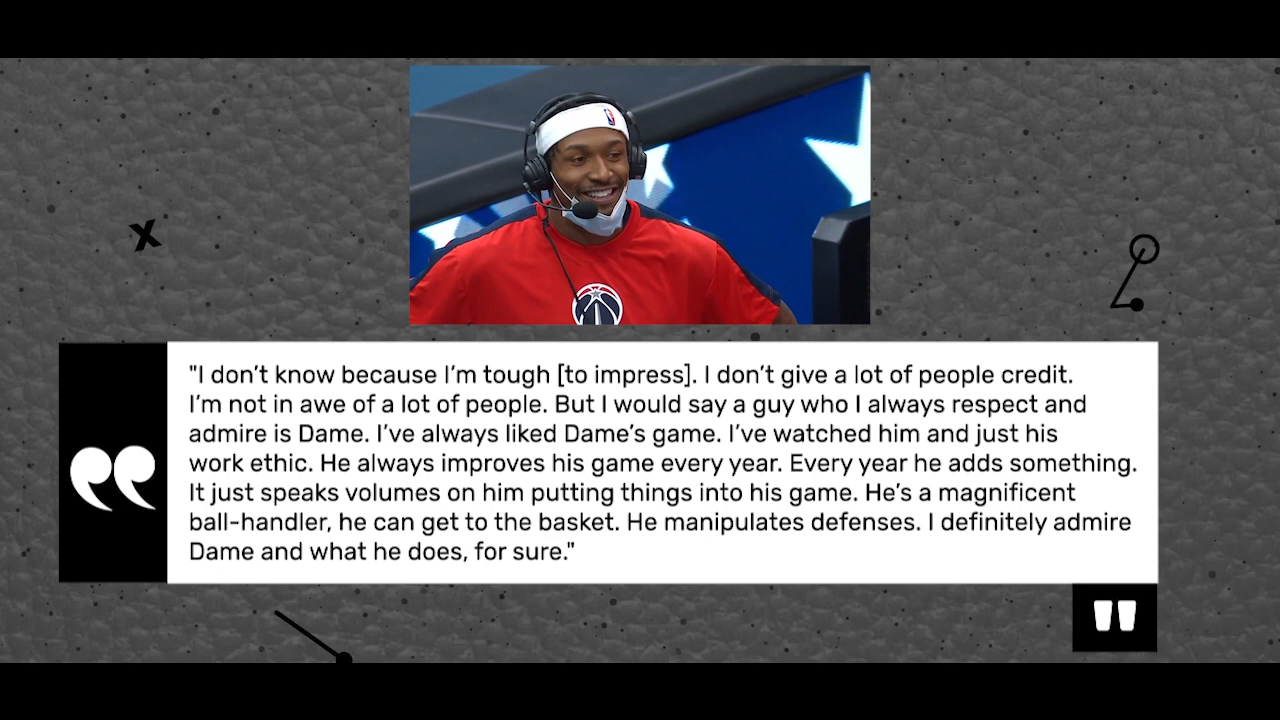 "I don't know because I'm tough [to impress]. I don't give a lot of people credit.
I'm not in awe of a lot of people. But I would say a guy who I always respect and
admire is Dame. I've always liked Dame's game. I've watched him and just his
work ethic. He always improves his game every year. Every year he adds something.
It just speaks volumes on him putting things into his game. He's a magnificent
ball-handler, he can get to the basket. He manipulates defenses. I definitely admire
Dame and what he does, for sure."